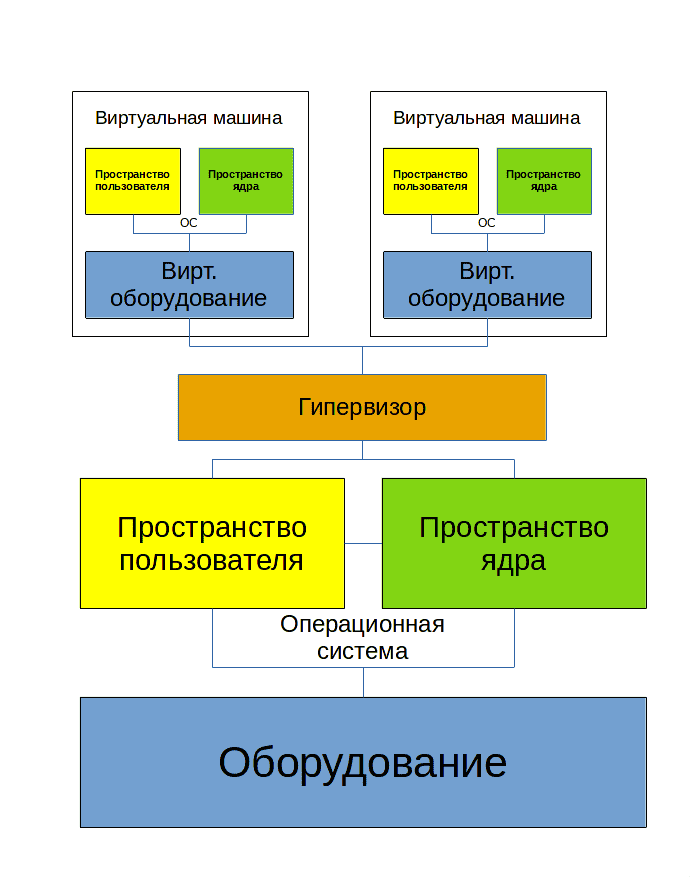 Виртуальная машина
Виртуальная машина
Пространство
пользователя
Пространство
ядра
Пространство
пользователя
Пространство
ядра
ОС
ОС
Вирт.
оборудование
Вирт.
оборудование
Гипервизор
Пространство
пользователя
Пространство
ядра
Операционная
система
Оборудование